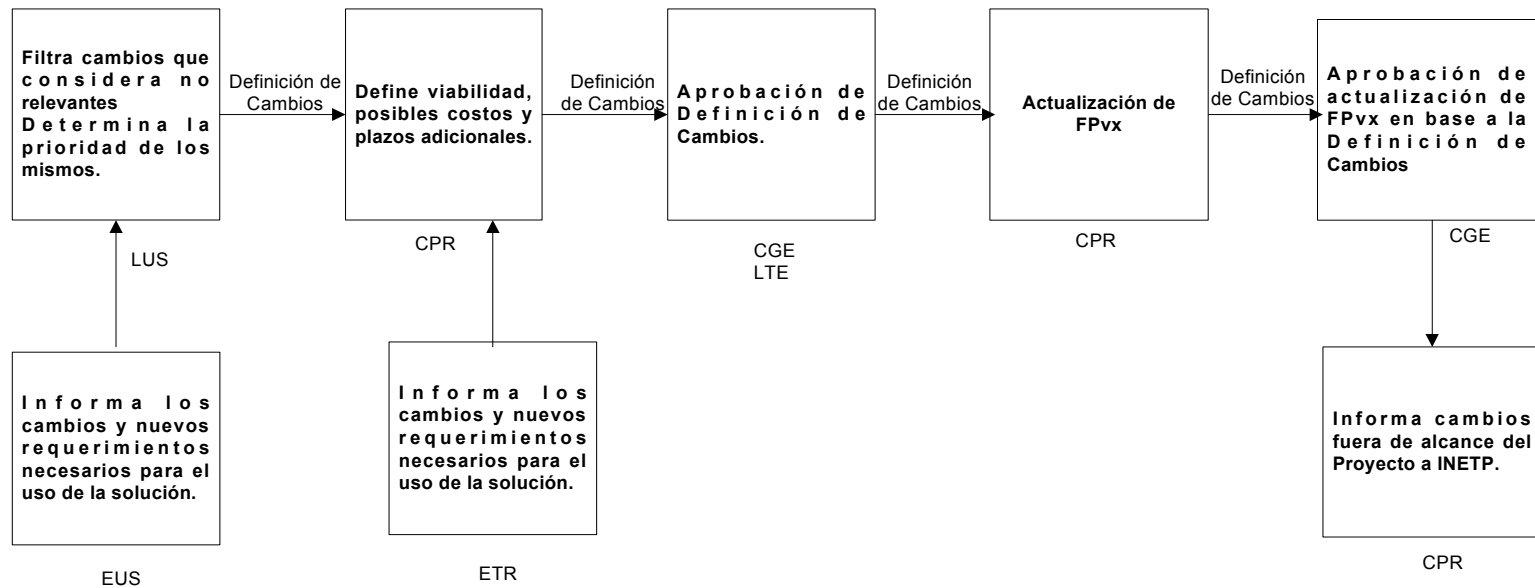 Filtra cambios que
considera no
relevantes
Determina la
prioridad de los
mismos.
LUS
Definición de
Cambios
Define viabilidad,
posibles costos y
plazos adicionales.
CPR
Definición
de Cambios
Aprobación de
Definición de
Cambios.
CGE
LTE
Definición
de Cambios
Actualización de
FPvx
CPR
Definición
de Cambios
Aprobación de
actualización de
FPvx en base a la
Definición de
Cambios
CGE
Informa los
cambios y nuevos
requerimientos
necesarios para el
uso de la solución.
EUS
Informa los
cambios y nuevos
requerimientos
necesarios para el
uso de la solución.
ETR
Informa cambios
fuera de alcance del
Proyecto a INETP.
CPR